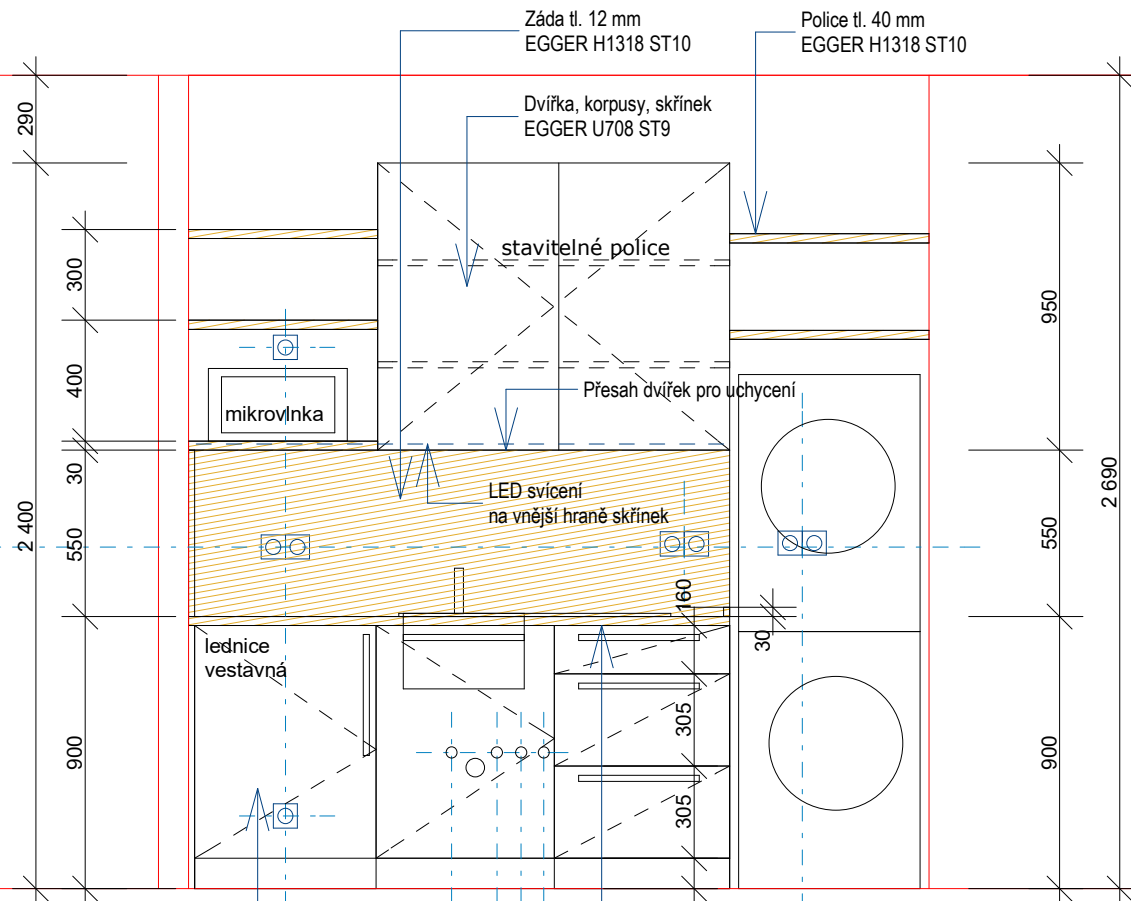 Záda tl. 12 mm
EGGER H1318 ST10
Police tl. 40 mm
EGGER H1318 ST10
Dvířka, korpusy, skřínek
EGGER U708 ST9
290
300
400
30
550
2 400
900
stavitelné police
Přesah dvířek pro uchycení
mikrovlnka
LED svícení
na vnější hraně skřínek
lednice
vestavná
160
30
305
305
950
550
900
2 690